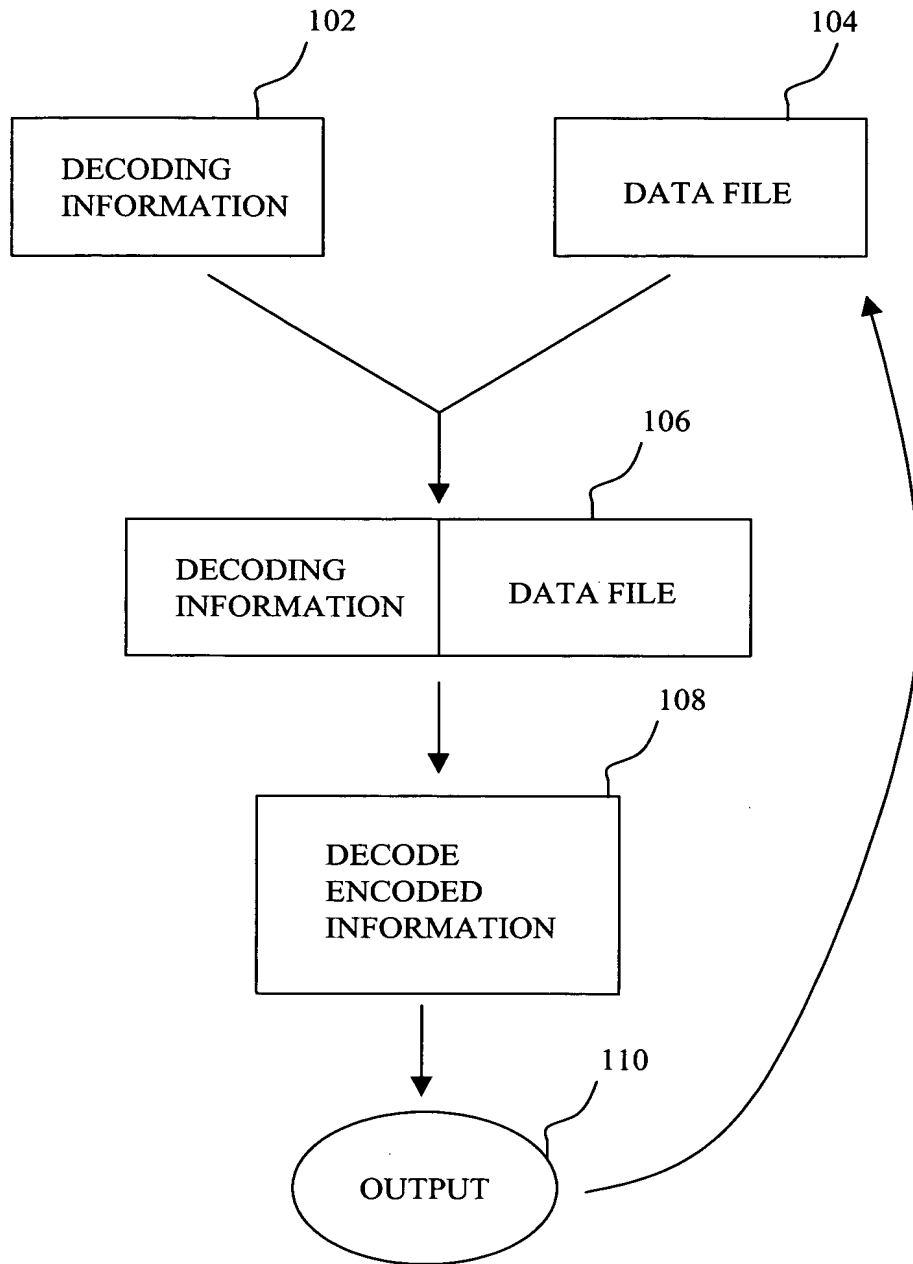 102
104
DECODING
INFORMATION
DATA FILE
106
DECODING
INFORMATION
DATA FILE
108
DECODE
ENCODED
INFORMATION
110
OUTPUT